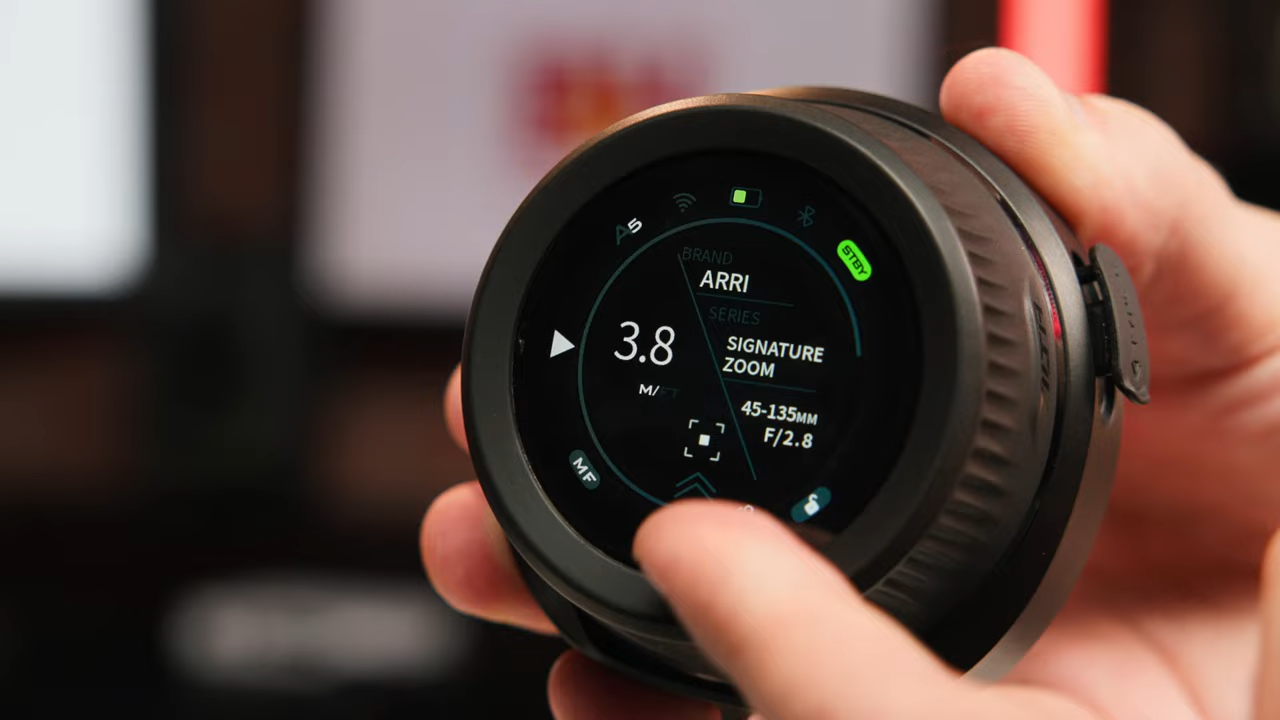 A5
STBY
BRAND
ARRI
SERIES
SIGNATURE
ZOOM
3.8
M/FT
45-135MM
F/2.8
MF